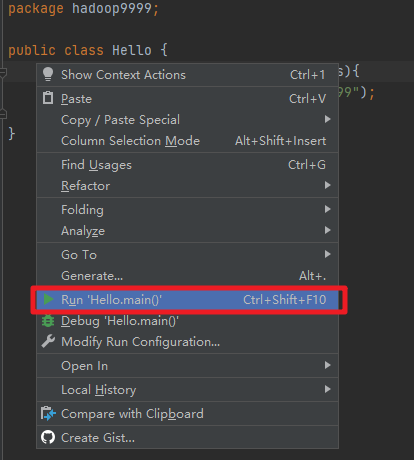 package hadoop9999;
public class Hello {
s){
Show Context Actions Ctrl+1
Paste Ctrl+V
99");
Copy / Paste Special
Column Selection Mode Alt+Shift+Insert
}
Find Usages Ctrl+G
Refactor
Folding
Analyze
Go To
Generate... Alt+.
Run 'Hello.main()' Ctrl+Shift+F10
Debug 'Hello.main()'
Modify Run Configuration...
Open In
Local History
Compare with Clipboard
Create Gist...